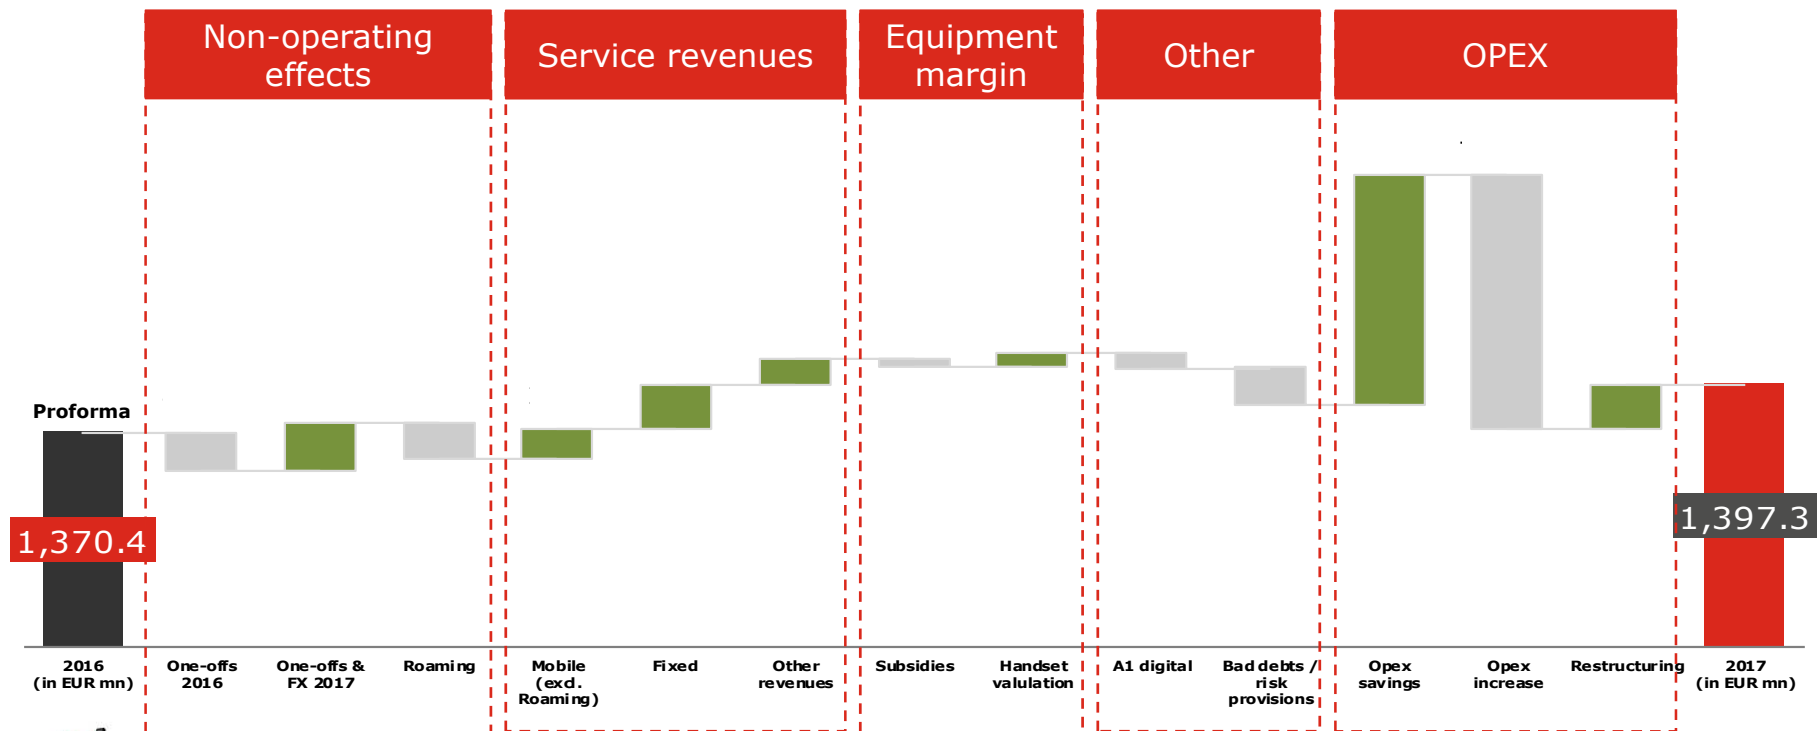 Non-operating
effects
Service revenues
Equipment
margin
Other
OPEX
Proforma
1,370.4
1,397.3
2016
(in EUR mn)
One-offs
2016
One-offs &
FX 2017
Roaming
Mobile
(excl.
Roaming)
Fixed
Other
revenues
Subsidies
Handset
valulation
A1 digital
Bad debts /
risk
provisions
Opex
savings
Opex
increase
Restructuring
2017
(in EUR mn)